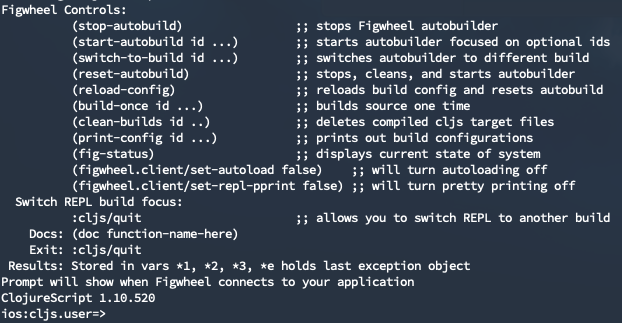 Figwheel Controls:
(stop-autobuild) ;; stops Figwheel autobuilder
(start-autobuild id ...) ;; starts autobuilder focused on optional ids
(switch-to-build id ...) ;; switches autobuilder to different build
(reset-autobuild) ;; stops, cleans, and starts autobuilder
(reload-config) ;; reloads build config and resets autobuild
(build-once id ...) ;; builds source one time
(clean-builds id ..) ;; deletes compiled cljs target files
(print-config id ...) ;; prints out build configurations
(fig-status) ;; displays current state of system
(figwheel.client/set-autoload false) ;; will turn autoloading off
(figwheel.client/set-repl-pprint false) ;; will turn pretty printing off
Switch REPL build focus:
:cljs/quit ;; allows you to switch REPL to another build
Docs: (doc function-name-here)
Exit: :cljs/quit
Results: Stored in vars *1, *2, *3, *e holds last exception object
Prompt will show when Figwheel connects to your application
ClojureScript 1.10.520
ios:cljs.user=>